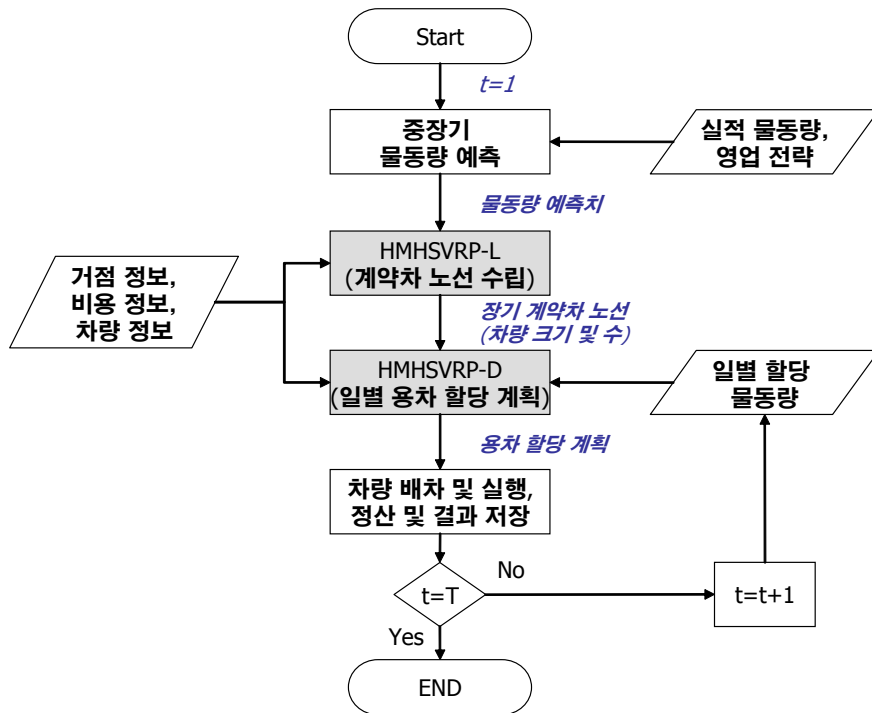 Start
t=1
중장기
물동량 예측
실적 물동량,
영업 전략
물동량 예측치
HMHSVRP-L
(계약차 노선 수립)
거점 정보,
비용 정보,
차량 정보
장기 계약차 노선
(차량 크기 및 수)
HMHSVRP-D
(일별 용차 할당 계획)
일별 할당
물동량
용차 할당 계획
차량 배차 및 실행,
정산 및 결과 저장
t=T
No
t=t+1
Yes
END